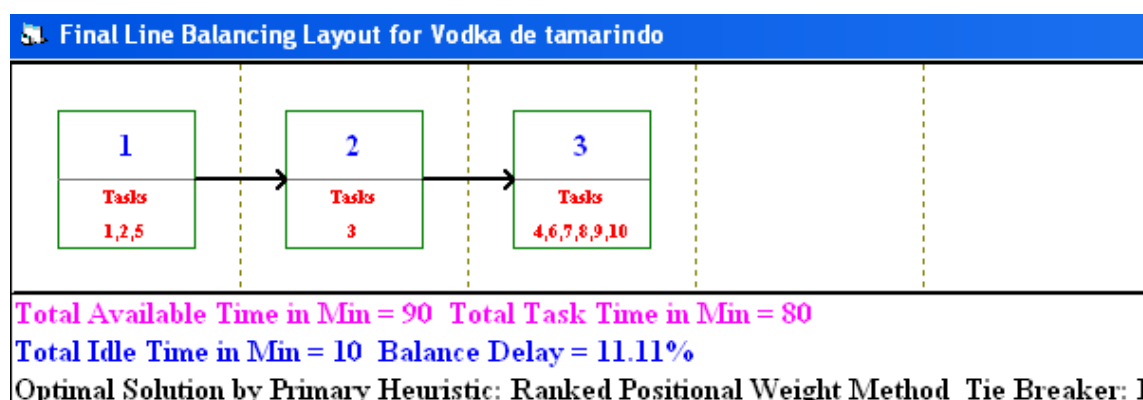 Final Line Balancing Layout for Vodka de tamarindo
1
Tasks
1,2,5
2
Tasks
3
3
Tasks
4,6,7,8,9,10
Total Available Time in Min = 90 Total Task Time in Min = 80
Total Idle Time in Min = 10 Balance Delay = 11.11%
Optimal Solution by Primary Heuristic: Ranked Positional Weight Method Tie Breaker: